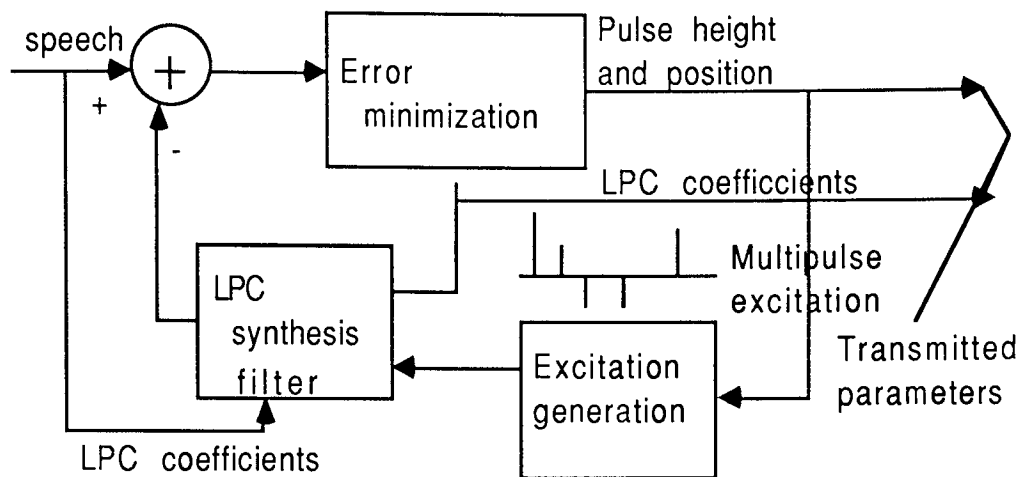 speech
+
+
-
Error
minimization
Pulse height
and position
LPC coefficcients
Multipulse
excitation
LPC
synthesis
filter
Excitation
generation
Transmitted
parameters
LPC coefficients